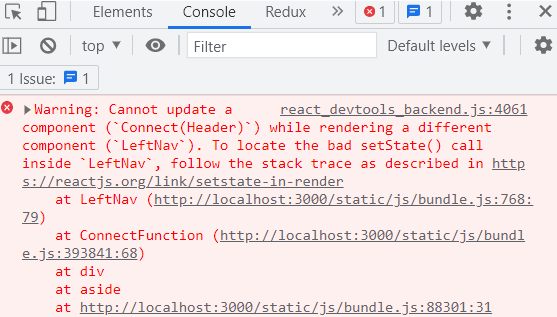 Elements Console Redux >> 1 1
top Filter Default levels
1 Issue: 1
Warning: Cannot update a react_devtools_backend.js:4061
component (`Connect(Header)`) while rendering a different
component (`LeftNav`). To locate the bad setState() call
inside `LeftNav`, follow the stack trace as described in http
s://reactjs.org/link/setstate-in-render
at LeftNav (http://localhost:3000/static/js/bundle.js:768:
79)
at ConnectFunction (http://localhost:3000/static/js/bundl
e.js:393841:68)
at div
at aside
at http://localhost:3000/static/js/bundle.js:88301:31